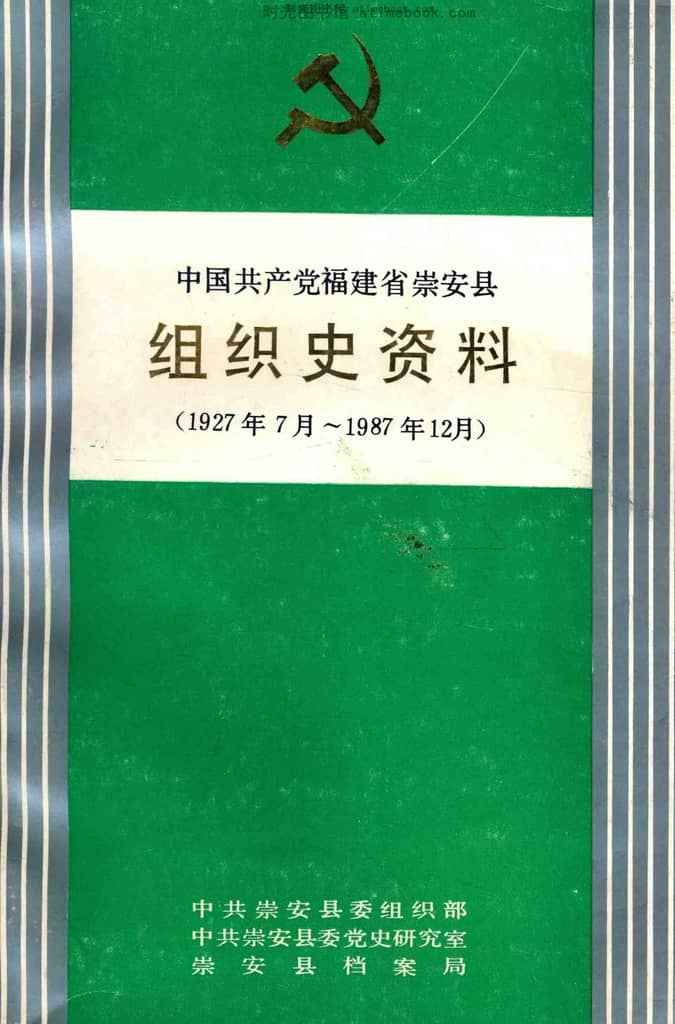 中国共产党福建省崇安县
组织史资料
（1927年7月～1987年12月）
中共崇安县委组织部
中共崇安县委党史研究室
崇安县档案局